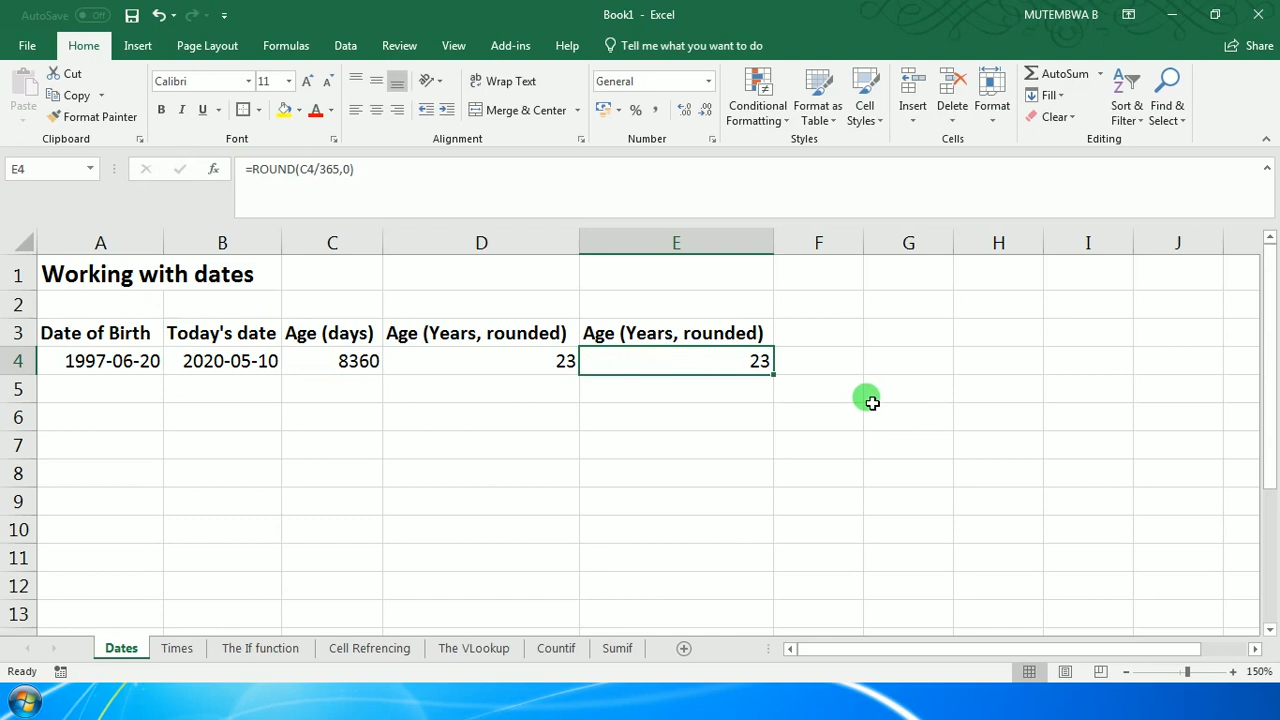 AutoSave Off
Book1 - Excel
MUTEMBWA B
File Home Insert Page Layout Formulas Data Review View Add-ins Help Tell me what you want to do Share
Paste
Cut
Copy
Format Painter
Clipboard
Calibri 11
B I U
Font
Wrap Text
Merge & Center
Alignment
General
Number
Conditional Formatting
Format as Table
Cell Styles
Styles
Insert Delete Format
Cells
AutoSum
Fill
Clear
Sort & Filter
Find & Select
Editing
E4 fx =ROUND(C4/365,0)
A B C D E F G H I J
1 Working with dates
2
3 Date of Birth Today's date Age (days) Age (Years, rounded) Age (Years, rounded)
4 1997-06-20 2020-05-10 8360 23 23
5
6
7
8
9
10
11
12
13
Dates Times The If function Cell Refrencing The VLookup Countif Sumif
Ready 150%